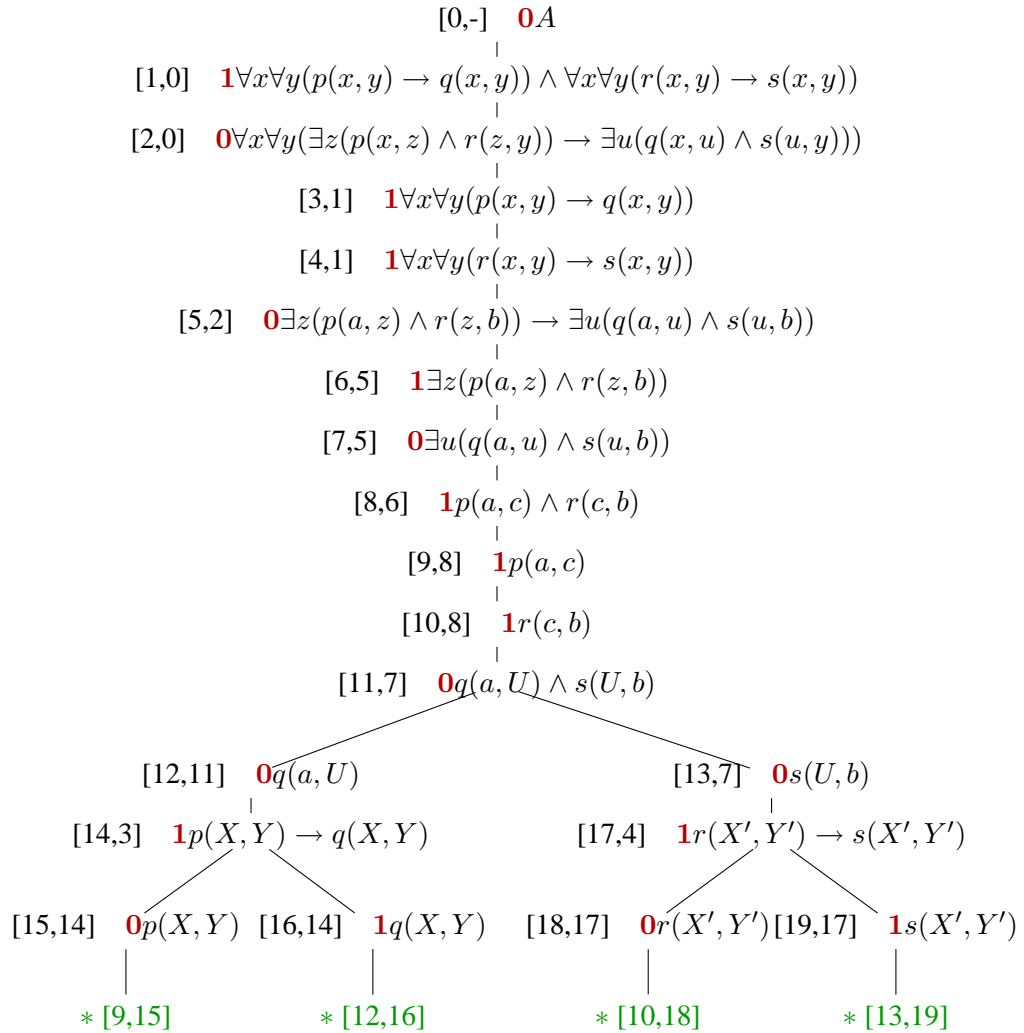 [0,-] 0A
[1,0] 1∀x∀y(p(x, y) → q(x, y)) ∧ ∀x∀y(r(x, y) → s(x, y))
[2,0] 0∀x∀y(∃z(p(x, z) ∧ r(z, y)) → ∃u(q(x, u) ∧ s(u, y)))
[3,1] 1∀x∀y(p(x, y) → q(x, y))
[4,1] 1∀x∀y(r(x, y) → s(x, y))
[5,2] 0∃z(p(a, z) ∧ r(z, b)) → ∃u(q(a, u) ∧ s(u, b))
[6,5] 1∃z(p(a, z) ∧ r(z, b))
[7,5] 0∃u(q(a, u) ∧ s(u, b))
[8,6] 1p(a, c) ∧ r(c, b)
[9,8] 1p(a, c)
[10,8] 1r(c, b)
[11,7] 0q(a, U) ∧ s(U, b)
[12,11] 0q(a, U) [13,7] 0s(U, b)
[14,3] 1p(X, Y) → q(X, Y) [17,4] 1r(X′, Y′) → s(X′, Y′)
[15,14] 0p(X, Y) [16,14] 1q(X, Y) [18,17] 0r(X′, Y′) [19,17] 1s(X′, Y′)
∗ [9,15] ∗ [12,16] ∗ [10,18] ∗ [13,19]